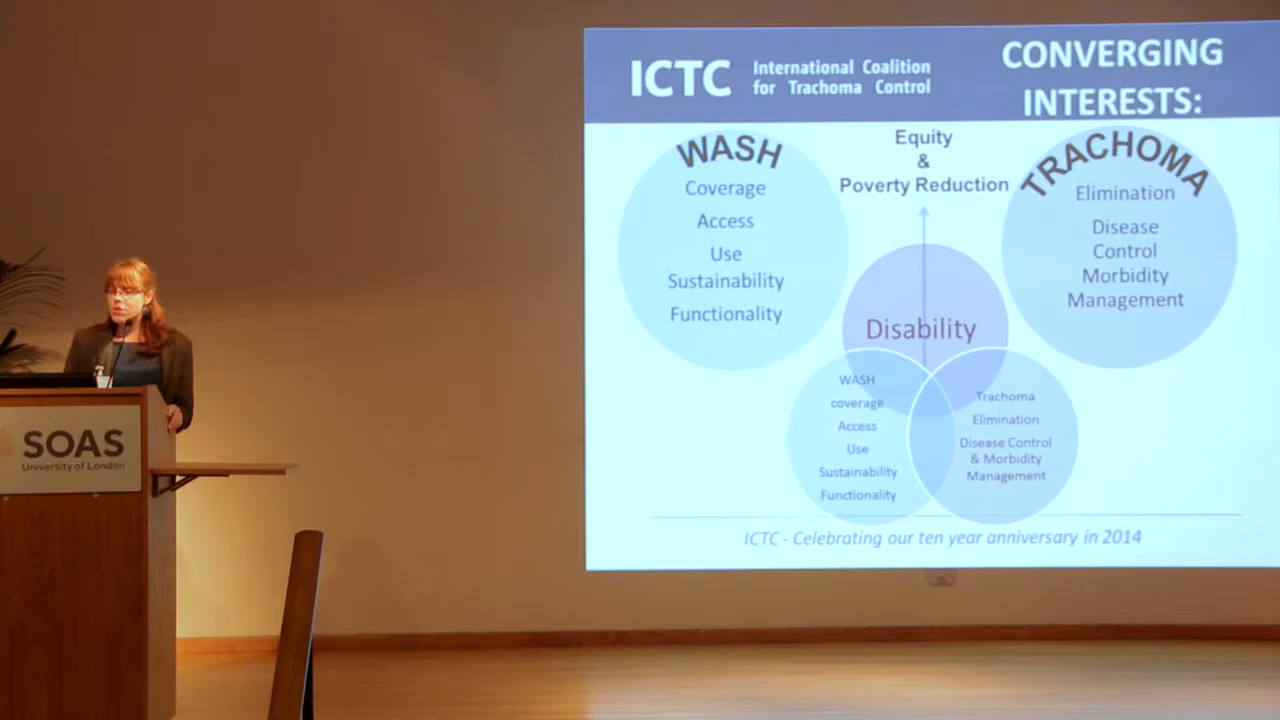 ICTC
International Coalition
for Trachoma Control
CONVERGING
INTERESTS:
WASH
Coverage
Access
Use
Sustainability
Functionality
Equity
&
Poverty Reduction
TRACHOMA
Elimination
Disease
Control
Morbidity
Management
Disability
WASH
coverage
Access
Use
Sustainability
Functionality
Trachoma
Elimination
Disease Control
& Morbidity
Management
ICTC - Celebrating our ten year anniversary in 2014
SOAS
University of London